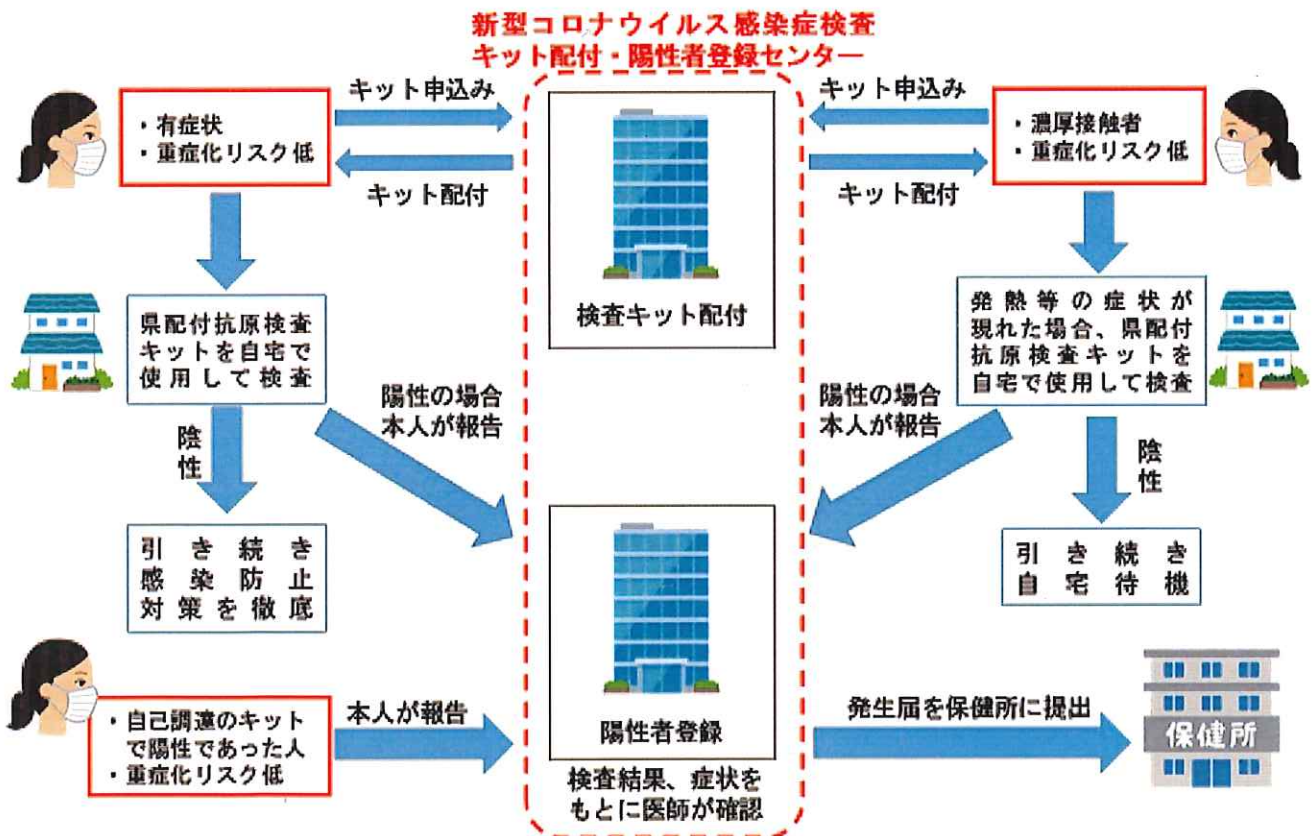 新型コロナウイルス感染症検査
キット配付・陽性者登録センター
キット申込み
キット申込み
・有症状
・重症化リスク低
・濃厚接触者
・重症化リスク低
キット配付
キット配付
検査キット配付
県配付抗原検査
キットを自宅で
使用して検査
発熱等の症状が
現れた場合、県配付
抗原検査キットを
自宅で使用して検査
陽性の場合
本人が報告
陽性の場合
本人が報告
陰性
陰性
引き続き
感染防止
対策を徹底
引き続き
自宅待機
・自己調達のキット
で陽性であった人
・重症化リスク低
本人が報告
陽性者登録
検査結果、症状を
もとに医師が確認
発生届を保健所に提出
保健所